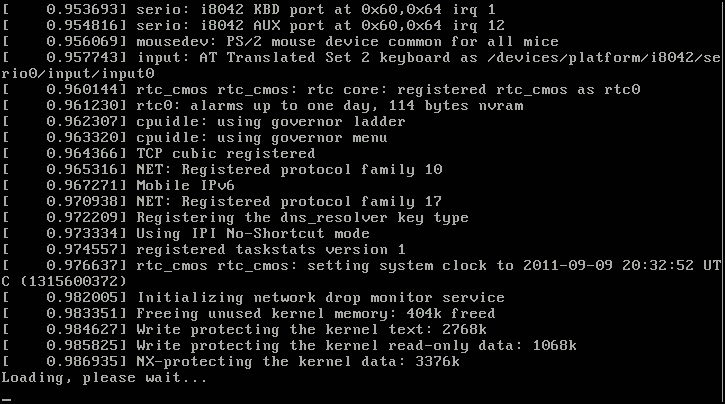 [    0.953693] serio: i8042 KBD port at 0x60,0x64 irq 1
[    0.954816] serio: i8042 AUX port at 0x60,0x64 irq 12
[    0.956069] mousedev: PS/2 mouse device common for all mice
[    0.957743] input: AT Translated Set 2 keyboard as /devices/platform/i8042/se
rio0/input/input0
[    0.960144] rtc_cmos rtc_cmos: rtc core: registered rtc_cmos as rtc0
[    0.961230] rtc0: alarms up to one day, 114 bytes nvram
[    0.962307] cpuidle: using governor ladder
[    0.963320] cpuidle: using governor menu
[    0.964366] TCP cubic registered
[    0.965316] NET: Registered protocol family 10
[    0.967271] Mobile IPv6
[    0.970938] NET: Registered protocol family 17
[    0.972209] Registering the dns_resolver key type
[    0.973334] Using IPI No-Shortcut mode
[    0.974557] registered taskstats version 1
[    0.976637] rtc_cmos rtc_cmos: setting system clock to 2011-09-09 20:32:52 UT
C (1315600372)
[    0.982005] Initializing network drop monitor service
[    0.983351] Freeing unused kernel memory: 404k freed
[    0.984627] Write protecting the kernel text: 2768k
[    0.985825] Write protecting the kernel read-only data: 1068k
[    0.986935] NX-protecting the kernel data: 3376k
Loading, please wait...
_